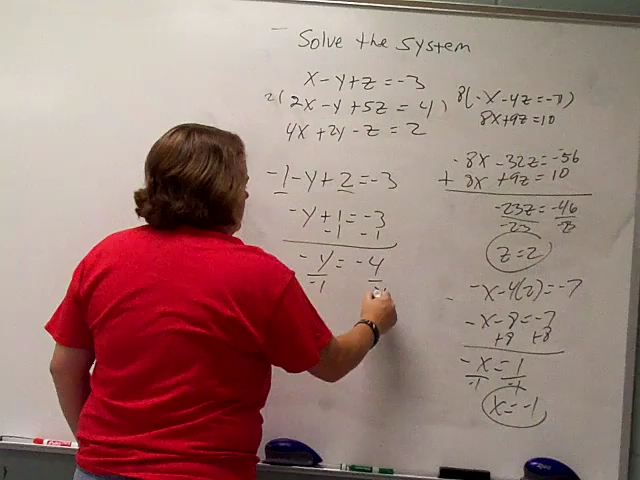 Solve the System
x-y+z=-3
2(2x-y+5z=4)
4x+2y-z=2
-1-y+2=-3
-y+1=-3
-1 -1
-y=-4
-1
8(-x-4z=-7)
8x+9z=10
-8x-32z=-56
+ 8x+9z=10
-23z=-46
-23
z=2
-x-4(2)=-7
-x-8=-7
+8 +8
-x=1
-1 -1
x=-1